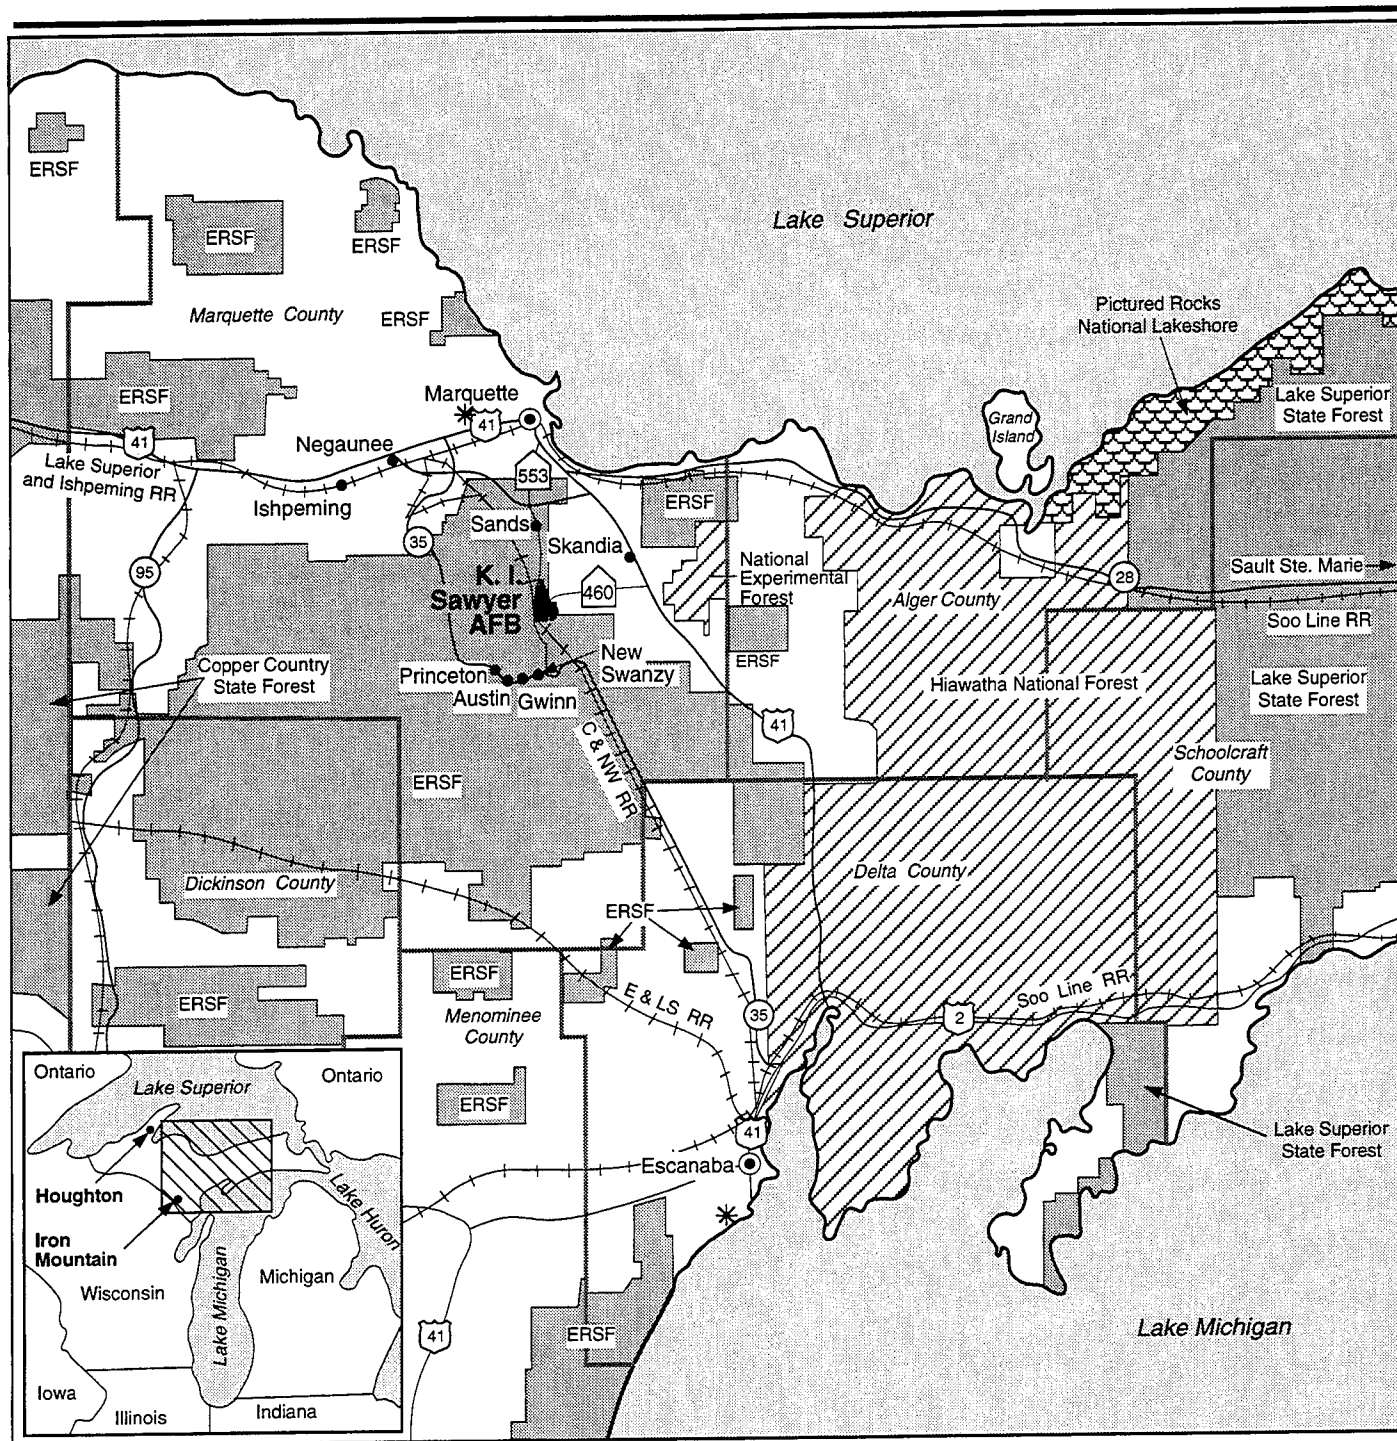 ERSF
ERSF
ERSF
Lake Superior
Marquette County
ERSF
Pictured Rocks
National Lakeshore
ERSF
Marquette
Grand
Island
Lake Superior
State Forest
41
41
Negaunee
Lake Superior
and Ishpeming RR
553
Ishpeming
ERSF
Sands
35
Skandia
95
National
Experimental
Forest
K. I.
Sawyer
AFB
460
28
Sault Ste. Marie
Alger County
Soo Line RR
ERSF
New
Swanzy
Copper Country
State Forest
Princeton
Austin
Gwinn
Hiawatha National Forest
Lake Superior
State Forest
41
C & NW RR
Schoolcraft
County
ERSF
Dickinson County
Delta County
ERSF
ERSF
ERSF
E & LS RR
Menominee
County
35
2
Soo Line RR
ERSF
41
Escanaba
Lake Superior
State Forest
41
ERSF
Lake Michigan
Ontario
Lake Superior
Ontario
Houghton
Iron
Mountain
Lake Huron
Wisconsin
Lake Michigan
Michigan
Iowa
Illinois
Indiana